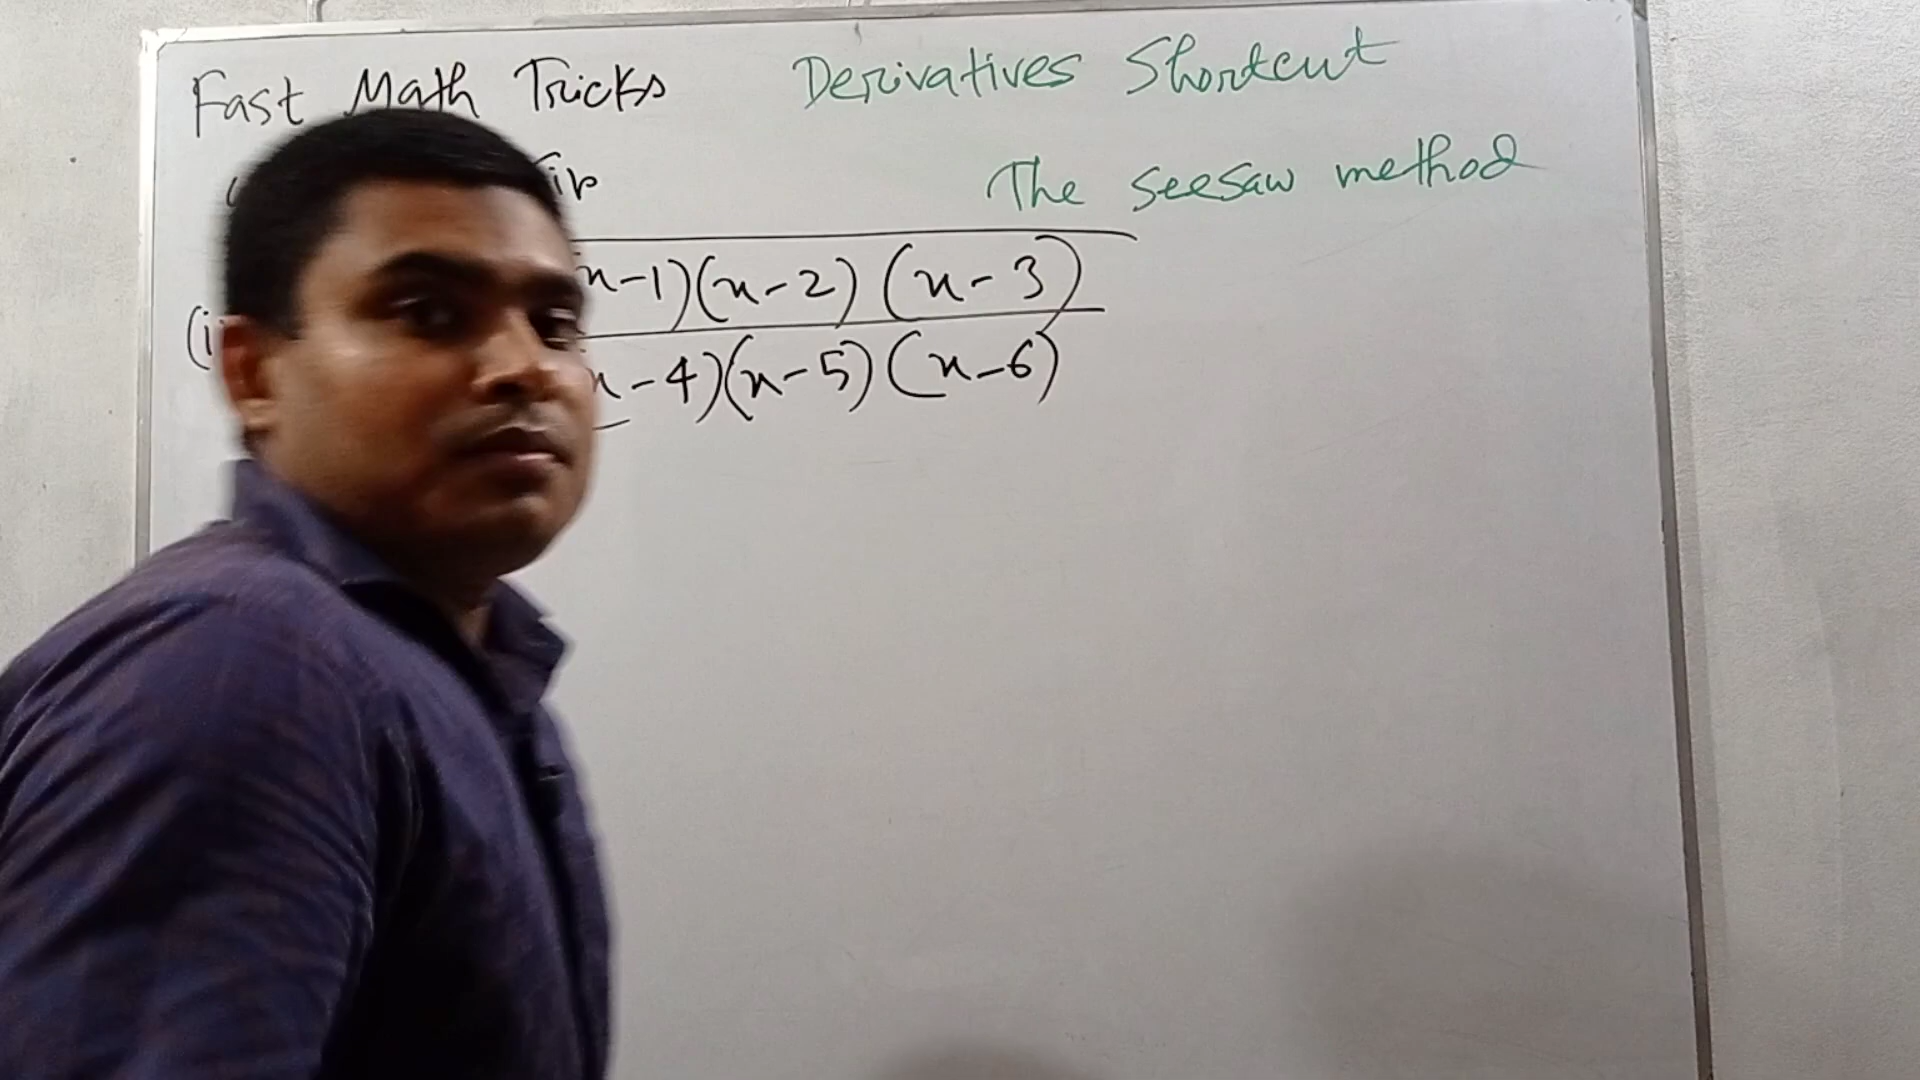 Fast Math Tricks Derivatives Shortcut
The seesaw method
(x-1)(x-2)(x-3)
x-4)(x-5)(x-6)